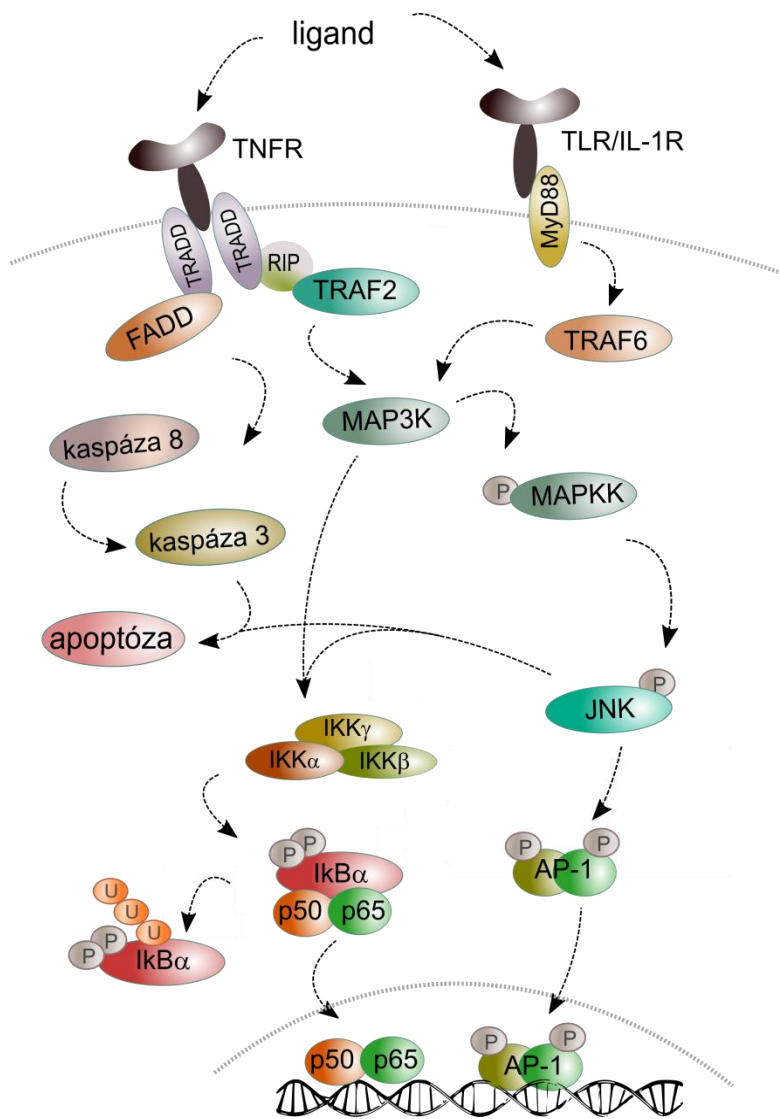 ligand
TNFR
TLR/IL-1R
MyD88
TRADD
TRADD
RIP
TRAF2
FADD
TRAF6
MAP3K
kaspáza 8
P
MAPKK
kaspáza 3
apoptóza
P
JNK
IKKγ
IKKα
IKKβ
P
P
IkBα
p50
p65
P
P
AP-1
U
U
U
P
P
IkBα
p50
p65
P
P
AP-1